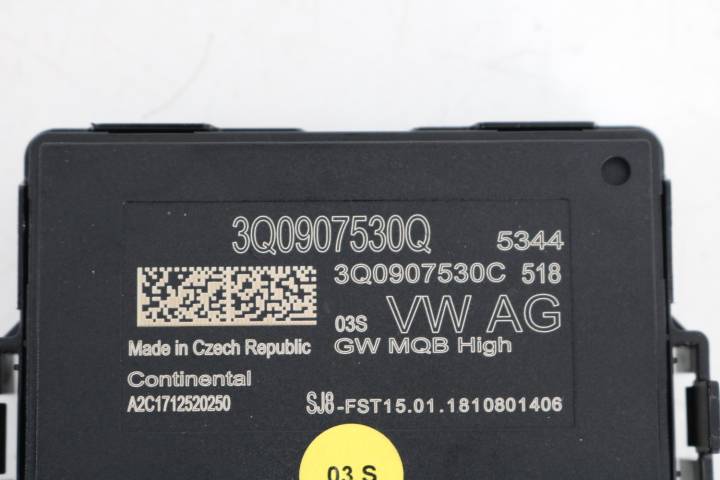 3Q0907530Q 5344
3Q0907530C 518
03S VW AG
Made in Czech Republic GW MQB High
Continental
A2C1712520250 SJ8-FST15.01.1810801406
03 S